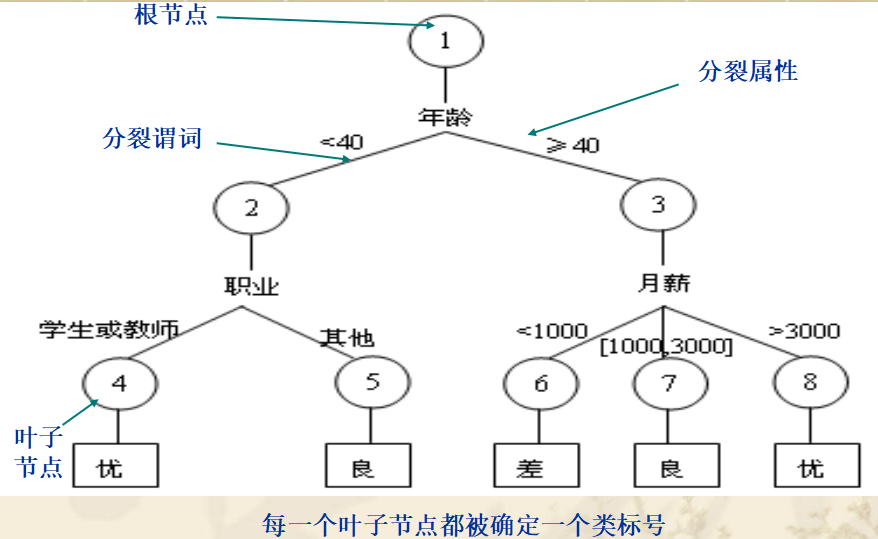 根节点
1
分裂属性
年龄
分裂谓词
<40
≥40
2
3
职业
月薪
学生或教师
其他
<1000
[1000,3000]
>3000
4
5
6
7
8
叶子
节点
优
良
差
良
优
每一个叶子节点都被确定一个类标号